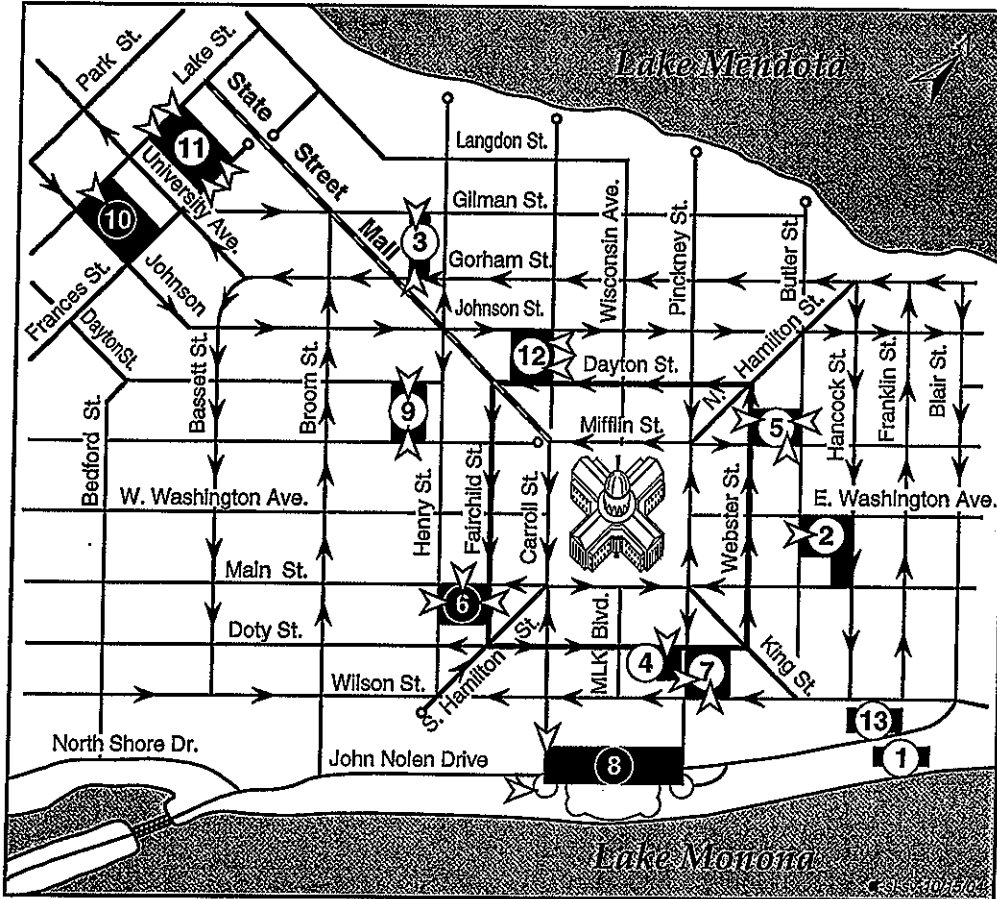 Lake Mendota
Park St.
Lake St.
State Street Mall
Langdon St.
11
University Ave.
10
Gilman St.
3
Wisconsin Ave.
Pinckney St.
Butler St.
Gorham St.
Johnson St.
Frances St.
Johnson
Dayton St.
Bassett St.
Broom St.
12
Dayton St.
N. Hamilton St.
Hancock St.
Franklin St.
Blair St.
9
Mifflin St.
5
Bedford St.
W. Washington Ave.
Henry St.
Fairchild St.
Carroll St.
Webster St.
E. Washington Ave.
2
Main St.
6
MLK Blvd.
Doty St.
S. Hamilton St.
4
7
King St.
Wilson St.
13
North Shore Dr.
John Nolen Drive
8
1
Lake Monona